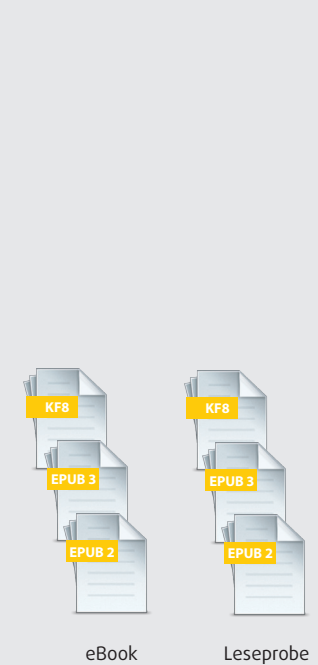 KF8
EPUB 3
EPUB 2
eBook
KF8
EPUB 3
EPUB 2
Leseprobe